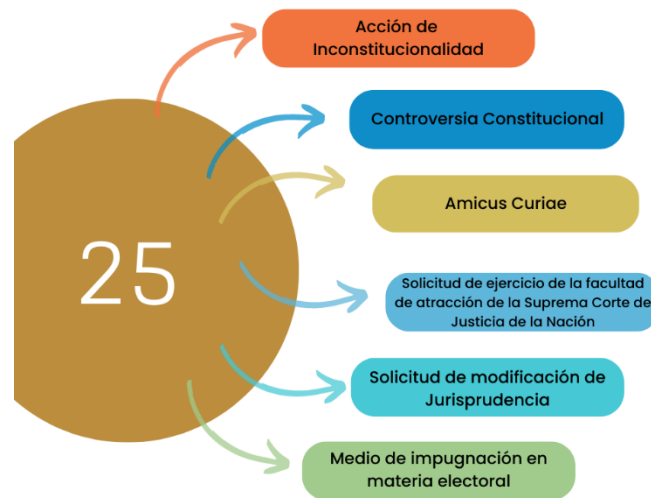 Acción de
Inconstitucionalidad
Controversia Constitucional
25
Amicus Curiae
Solicitud de ejercicio de la facultad
de atracción de la Suprema Corte de
Justicia de la Nación
Solicitud de modificación de
Jurisprudencia
Medio de impugnación en
materia electoral